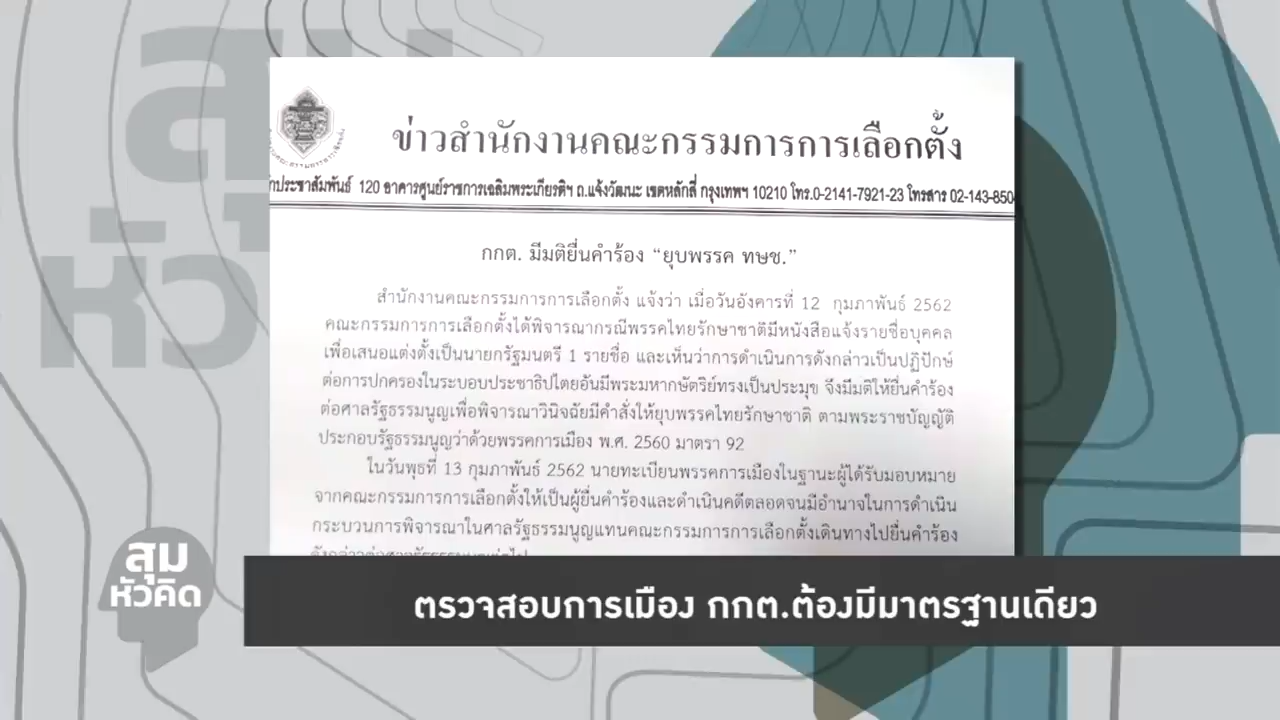 สุม
หัว
ข่าวสำนักงานคณะกรรมการการเลือกตั้ง
ประชาสัมพันธ์ 120 อาคารศูนย์ราชการเฉลิมพระเกียรติฯ ถ.แจ้งวัฒนะ เขตหลักสี่ กรุงเทพฯ 10210 โทร.0-2141-7921-23 โทรสาร 02-143-850
กกต. มีมติยื่นคำร้อง “ยุบพรรค ทษช.”
สำนักงานคณะกรรมการการเลือกตั้ง แจ้งว่า เมื่อวันอังคารที่ 12 กุมภาพันธ์ 2562
คณะกรรมการการเลือกตั้งได้พิจารณากรณีพรรคไทยรักษาชาติมีหนังสือแจ้งรายชื่อบุคคล
เพื่อเสนอแต่งตั้งเป็นนายกรัฐมนตรี 1 รายชื่อ และเห็นว่าการดำเนินการดังกล่าวเป็นปฏิปักษ์
ต่อการปกครองในระบอบประชาธิปไตยอันมีพระมหากษัตริย์ทรงเป็นประมุข จึงมีมติให้ยื่นคำร้อง
ต่อศาลรัฐธรรมนูญเพื่อพิจารณาวินิจฉัยมีคำสั่งให้ยุบพรรคไทยรักษาชาติ ตามพระราชบัญญัติ
ประกอบรัฐธรรมนูญว่าด้วยพรรคการเมือง พ.ศ. 2560 มาตรา 92
ในวันพุธที่ 13 กุมภาพันธ์ 2562 นายทะเบียนพรรคการเมืองในฐานะผู้ได้รับมอบหมาย
จากคณะกรรมการการเลือกตั้งให้เป็นผู้ยื่นคำร้องและดำเนินคดีตลอดจนมีอำนาจในการดำเนิน
กระบวนการพิจารณาในศาลรัฐธรรมนูญแทนคณะกรรมการการเลือกตั้งเดินทางไปยื่นคำร้อง
สุม
หัวคิด
ตรวจสอบการเมือง กกต.ต้องมีมาตรฐานเดียว